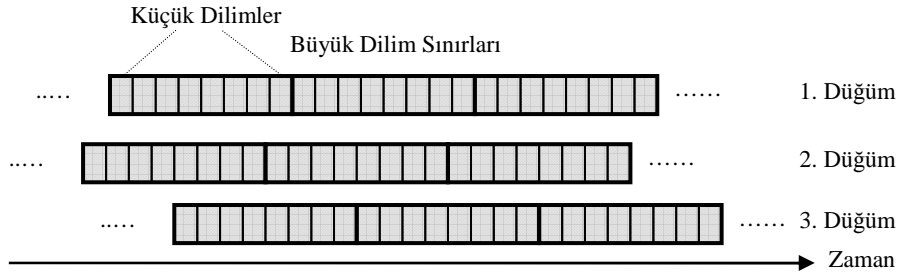 Küçük Dilimler
Büyük Dilim Sınırları
..… …… 1. Düğüm
..… …… 2. Düğüm
..… …… 3. Düğüm
Zaman